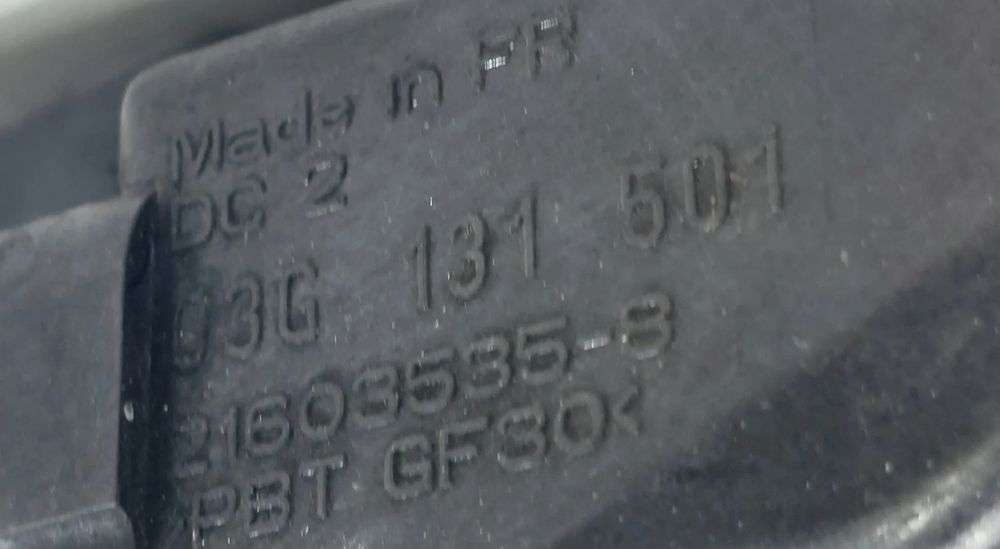 Made in FR
DC 2
03G 131 501
21603535-8
PBT GF30<